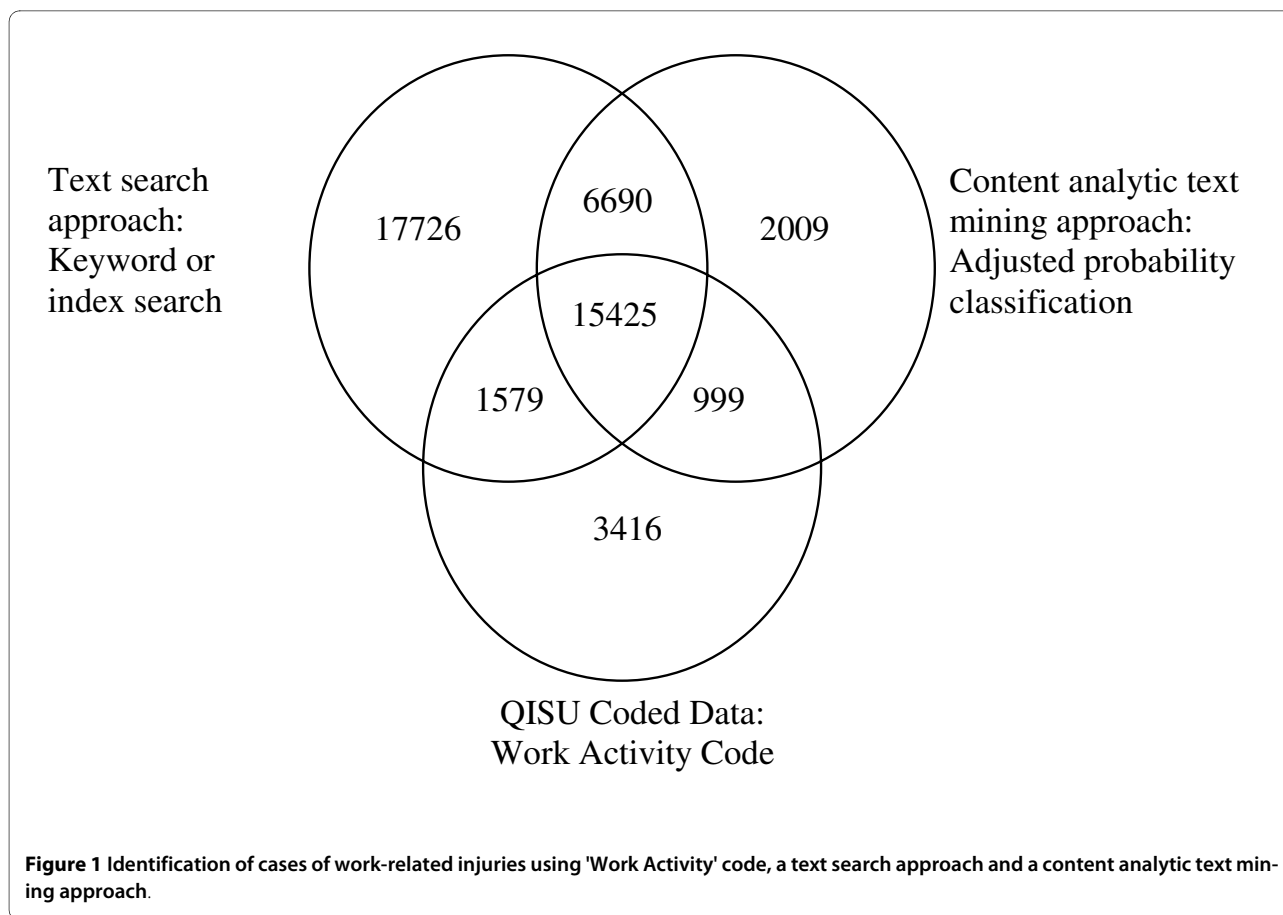 Text search
approach:
Keyword or
index search
17726
6690
2009
Content analytic text
mining approach:
Adjusted probability
classification
15425
1579
999
3416
QISU Coded Data:
Work Activity Code
Figure 1 Identification of cases of work-related injuries using 'Work Activity' code, a text search approach and a content analytic text min-
ing approach.